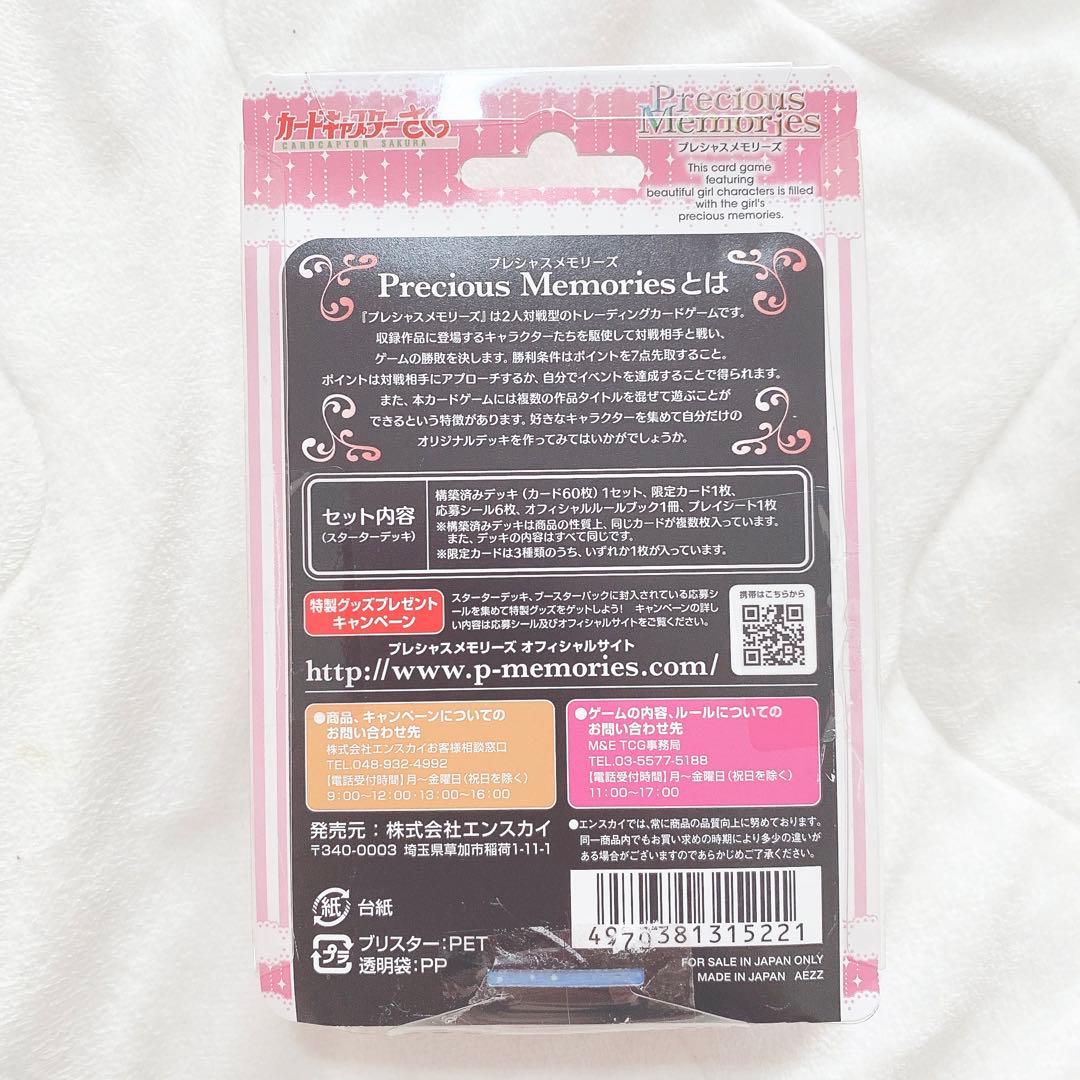 カードキャプターさくら
CARDCAPTOR SAKURA
Precious
Memories
プレシャスメモリーズ
This card game
featuring
beautiful girl characters is filled
with the girl's
precious memories.
プレシャスメモリーズ
Precious Memoriesとは
『プレシャスメモリーズ』は2人対戦型のトレーディングカードゲームです。
収録作品に登場するキャラクターたちを駆使して対戦相手と戦い、
ゲームの勝敗を決します。勝利条件はポイントを7点先取すること。
ポイントは対戦相手にアプローチするか、自分でイベントを達成することで得られます。
また、本カードゲームには複数の作品タイトルを混ぜて遊ぶことが
できるという特徴があります。好きなキャラクターを集めて自分だけの
オリジナルデッキを作ってみてはいかがでしょうか。
セット内容
(スターターデッキ)
構築済みデッキ(カード60枚)1セット、限定カード1枚、
応募シール6枚、オフィシャルルールブック1冊、プレイシート1枚
※構築済みデッキは商品の性質上、同じカードが複数枚入っています。
また、デッキの内容はすべて同じです。
※限定カードは3種類のうち、いずれか1枚が入っています。
特製グッズプレゼント
キャンペーン
スターターデッキ、ブースターパックに封入されている応募シ
ールを集めて特製グッズをゲットしよう! キャンペーンの詳し
い内容は応募シール及びオフィシャルサイトをご覧ください。
携帯はこちらから
プレシャスメモリーズ オフィシャルサイト
http://www.p-memories.com/
●商品、キャンペーンについての
お問い合わせ先
株式会社エンスカイお客様相談窓口
TEL.048-932-4992
【電話受付時間】月〜金曜日(祝日を除く)
9:00〜12:00・13:00〜16:00
●ゲームの内容、ルールについての
お問い合わせ先
M&E TCG事務局
TEL.03-5577-5188
【電話受付時間】月〜金曜日(祝日を除く)
11:00〜17:00
発売元:株式会社エンスカイ
〒340-0003 埼玉県草加市稲荷1-11-1
●エンスカイでは、常に商品の品質向上に努めております。
同一商品内でもお買い求めの時期により多少の違いが
ある場合がございますのであらかじめご了承ください。
紙 台紙
プラ ブリスター:PET
透明袋:PP
4970381315221
FOR SALE IN JAPAN ONLY
MADE IN JAPAN AEZZ